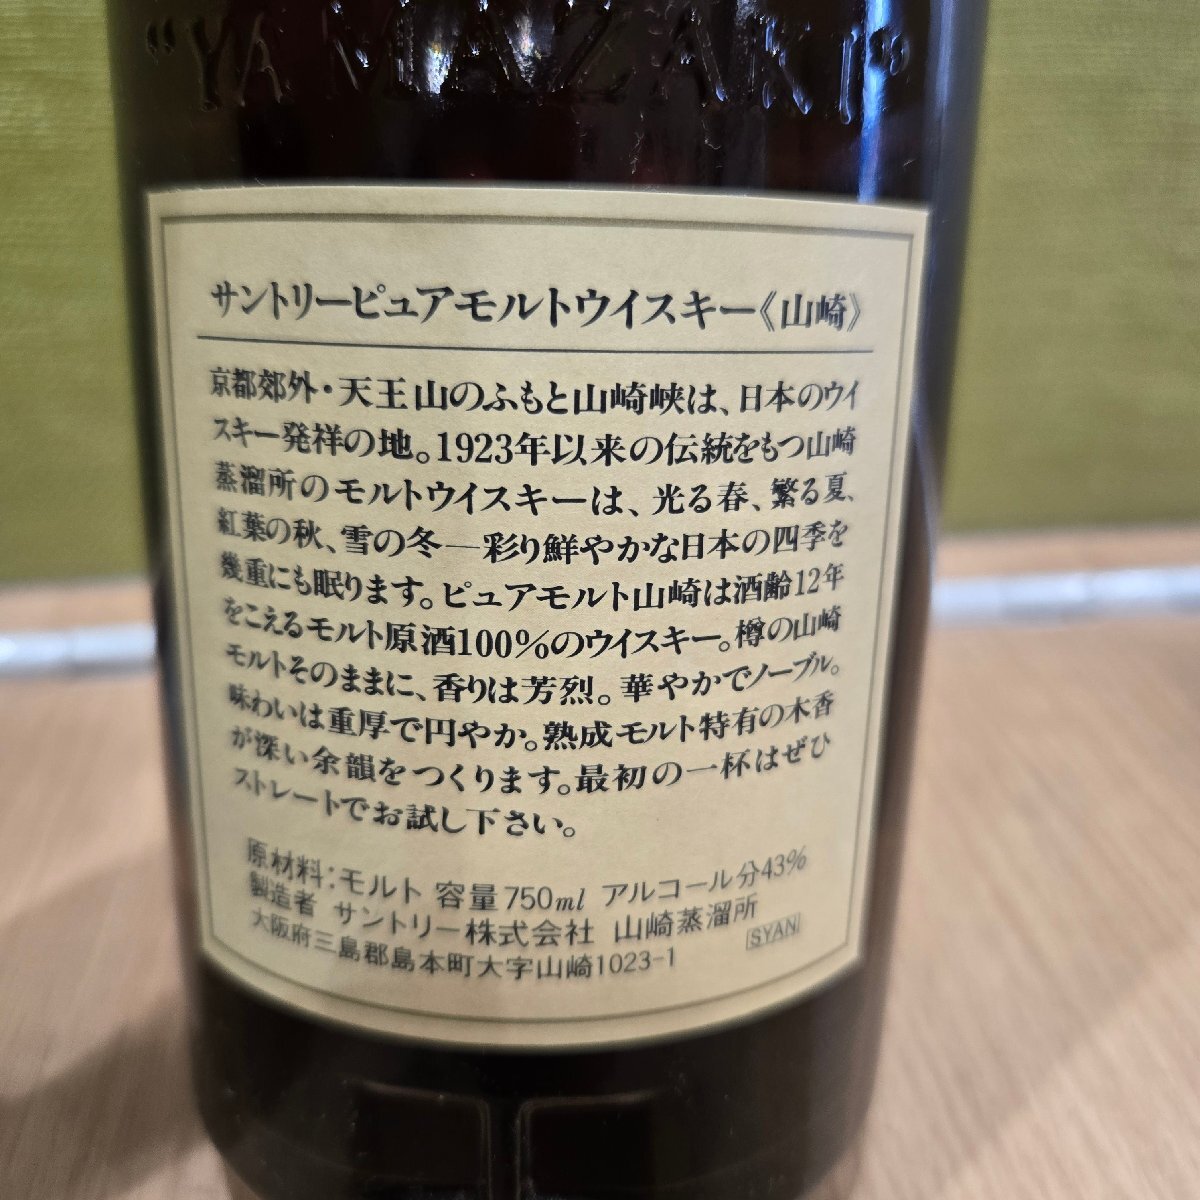 "YAMAZAKI"
サントリーピュアモルトウイスキー《山崎》
京都郊外・天王山のふもと山崎峡は、日本のウイ
スキー発祥の地。1923年以来の伝統をもつ山崎
蒸溜所のモルトウイスキーは、光る春、繁る夏、
紅葉の秋、雪の冬―彩り鮮やかな日本の四季を
幾重にも眠ります。ピュアモルト山崎は酒齢12年
をこえるモルト原酒100%のウイスキー。樽の山崎
モルトそのままに、香りは芳烈。華やかでノーブル。
味わいは重厚で円やか。熟成モルト特有の木香
が深い余韻をつくります。最初の一杯はぜひ
ストレートでお試し下さい。
原材料:モルト 容量750ml アルコール分43%
製造者 サントリー株式会社 山崎蒸溜所
大阪府三島郡島本町大字山崎1023-1
SYAN